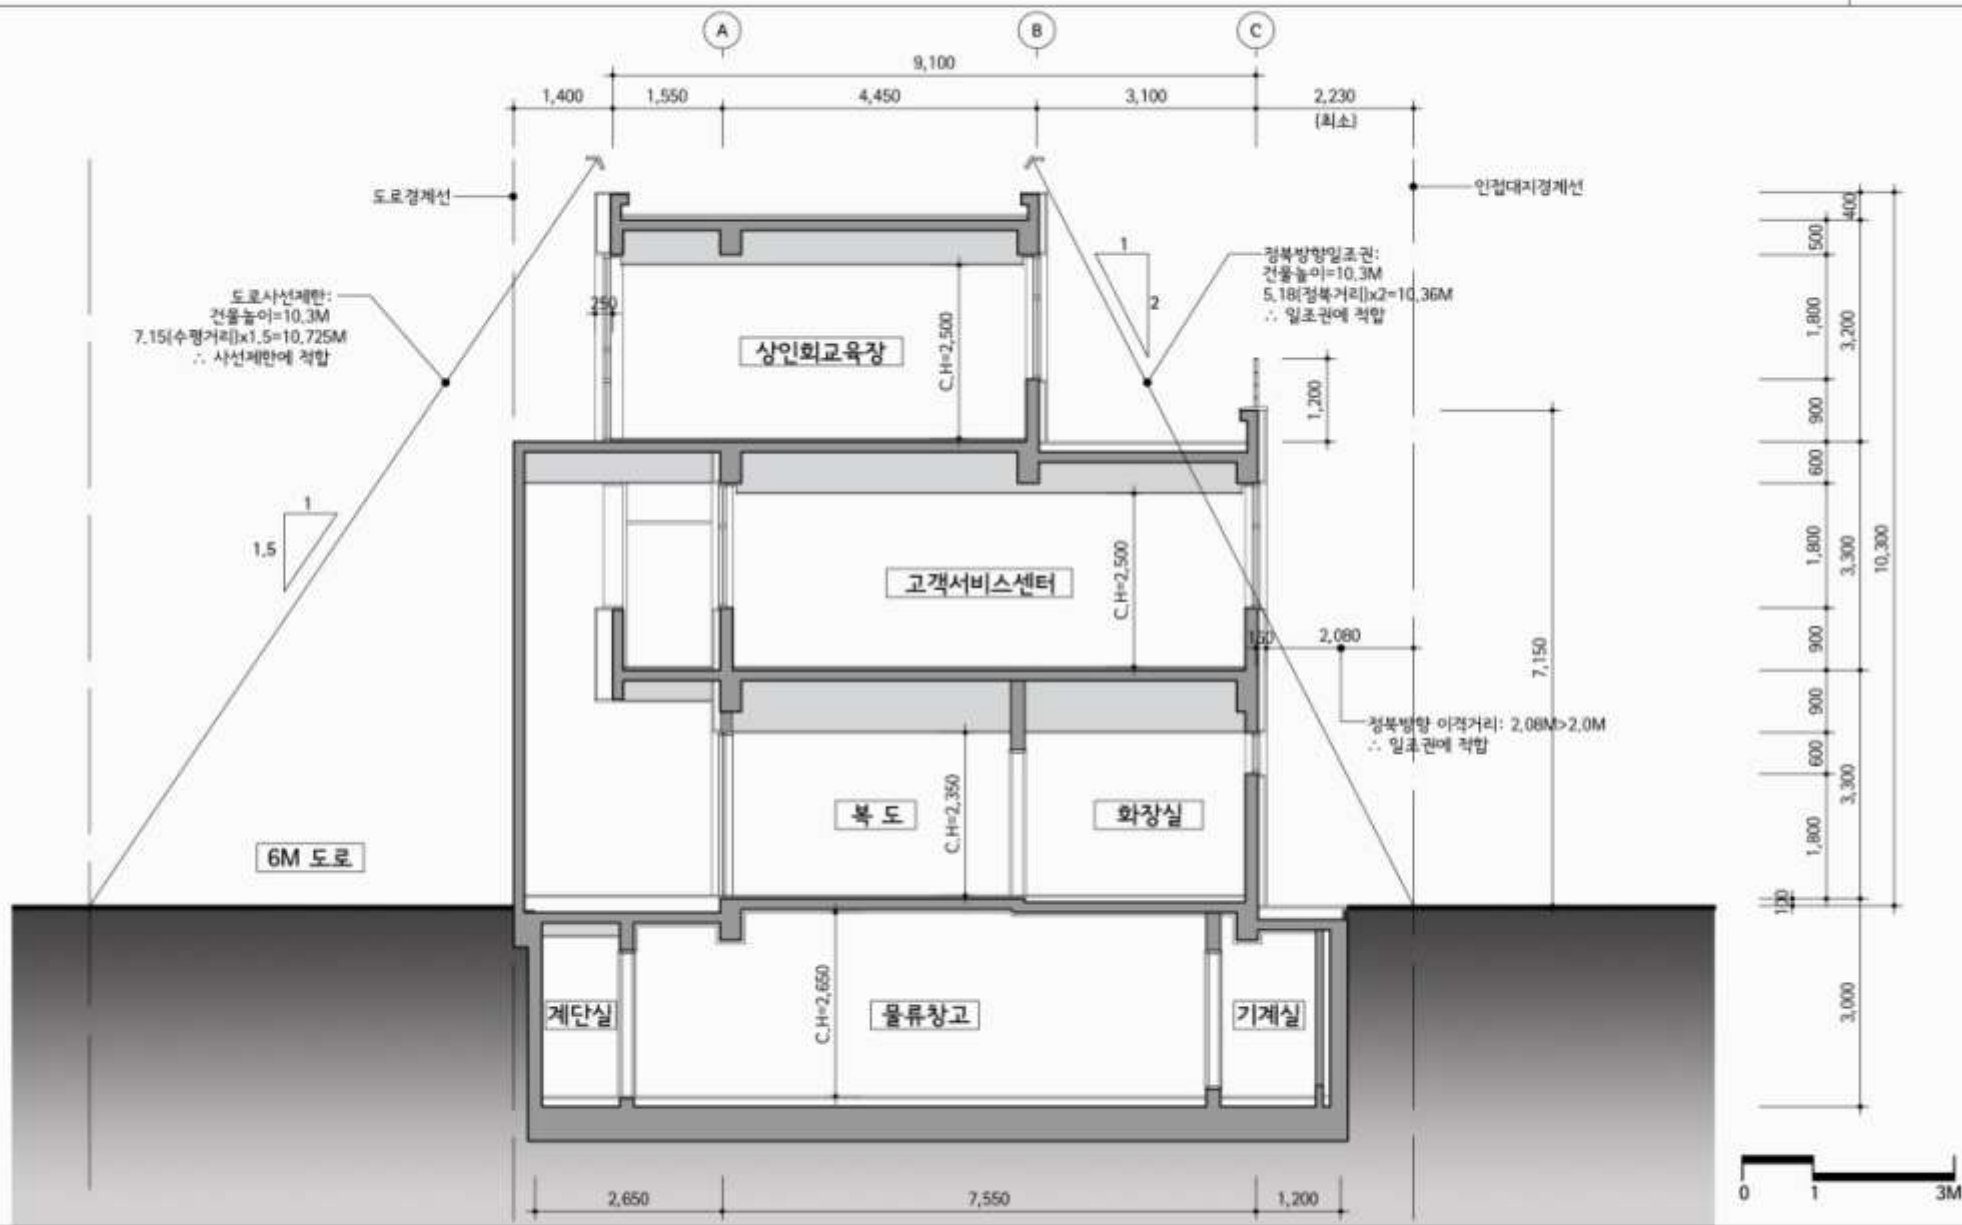 A
B
C
9,100
1,400
1,550
4,450
3,100
2,230
(최소)
도로경계선
인접대지경계선
도로사선제한:
건물높이=10.3M
7.15(수평거리)x1.5=10.725M
∴ 사선제한에 적합
정북방향일조권:
건물높이=10.3M
5.18(정북거리)x2=10.36M
∴ 일조권에 적합
1
2
250
상인회교육장
C.H=2,500
1,200
1
1.5
고객서비스센터
C.H=2,500
150
2,080
정북방향 이격거리: 2.08M>2.0M
∴ 일조권에 적합
7,150
복 도
C.H=2,350
화장실
6M 도로
계단실
C.H=2,650
물류창고
기계실
400
500
1,800
3,200
900
600
1,800
3,300
10,300
900
900
600
3,300
1,800
100
3,000
2,650
7,550
1,200
0
1
3M